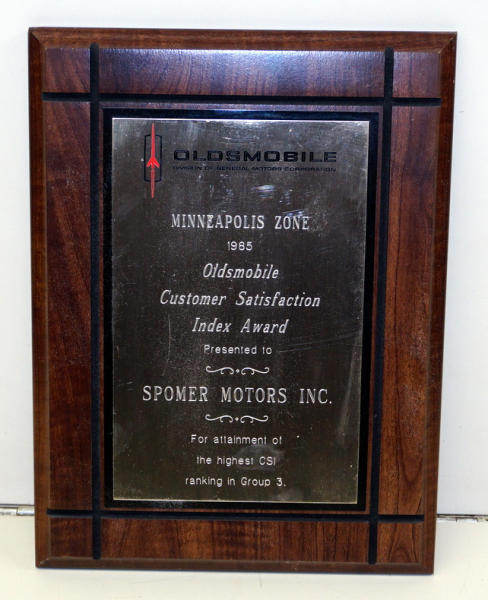 OLDSMOBILE
DIVISION OF GENERAL MOTORS CORPORATION
MINNEAPOLIS ZONE
1985
Oldsmobile
Customer Satisfaction
Index Award
Presented to
SPOMER MOTORS INC.
For attainment of
the highest CSI
ranking in Group 3.